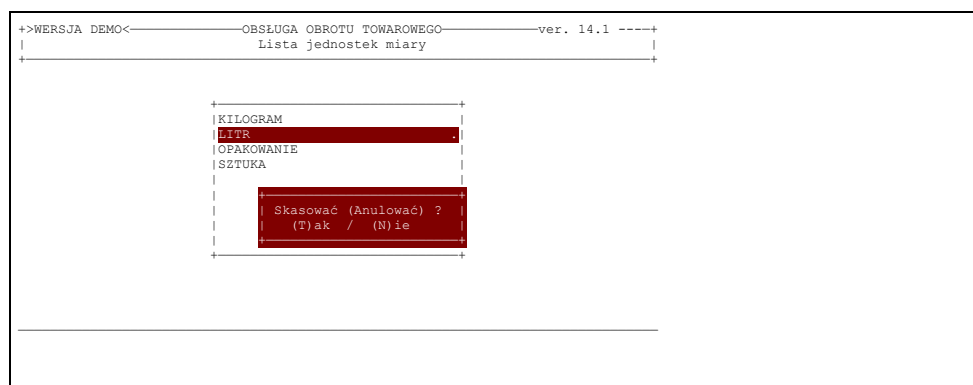 +>WERSJA DEMO<————OBSŁUGA OBROTU TOWAROWEGO————ver. 14.1 ----+
Lista jednostek miary
KILOGRAM
LITR .
OPAKOWANIE
SZTUKA
Skasować (Anulować) ?
(T)ak / (N)ie